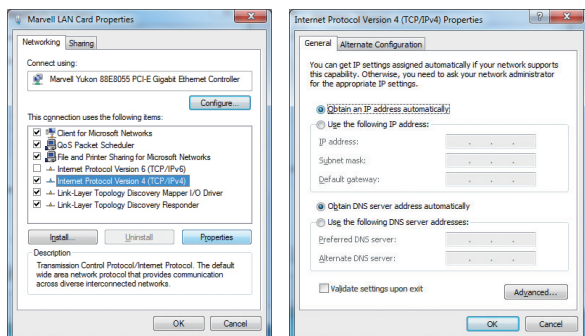 Marvell LAN Card Properties
Networking
Sharing
Connect using:
Marvell Yukon 88E8055 PCI-E Gigabit Ethernet Controller
Configure...
This connection uses the following items:
Client for Microsoft Networks
QoS Packet Scheduler
File and Printer Sharing for Microsoft Networks
Internet Protocol Version 6 (TCP/IPv6)
Internet Protocol Version 4 (TCP/IPv4)
Link-Layer Topology Discovery Mapper I/O Driver
Link-Layer Topology Discovery Responder
Install...
Uninstall
Properties
Description
Transmission Control Protocol/Internet Protocol. The default
wide area network protocol that provides communication
across diverse interconnected networks.
OK
Cancel
Internet Protocol Version 4 (TCP/IPv4) Properties
General
Alternate Configuration
You can get IP settings assigned automatically if your network supports
this capability. Otherwise, you need to ask your network administrator
for the appropriate IP settings.
Obtain an IP address automatically
Use the following IP address:
IP address:
Subnet mask:
Default gateway:
Obtain DNS server address automatically
Use the following DNS server addresses:
Preferred DNS server:
Alternate DNS server:
Validate settings upon exit
Advanced...
OK
Cancel